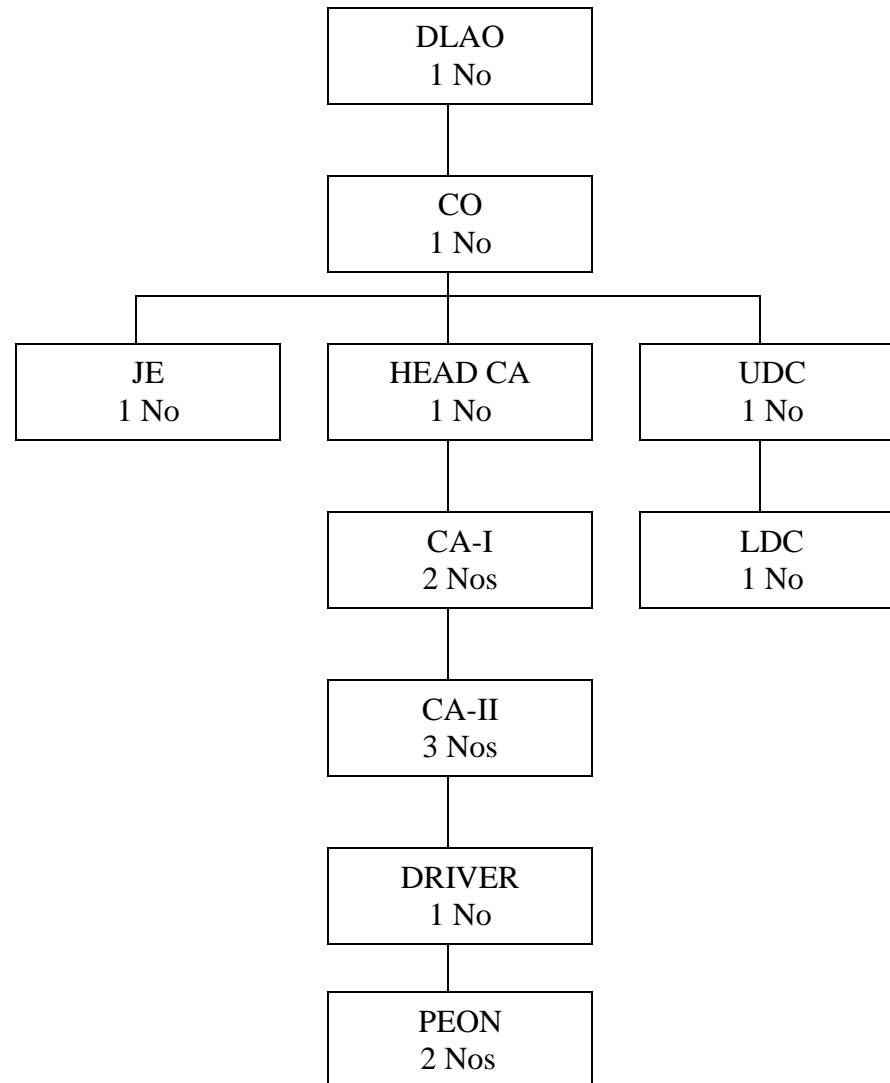 DLAO
1 No
CO
1 No
JE
1 No
HEAD CA
1 No
UDC
1 No
CA-I
2 Nos
LDC
1 No
CA-II
3 Nos
DRIVER
1 No
PEON
2 Nos